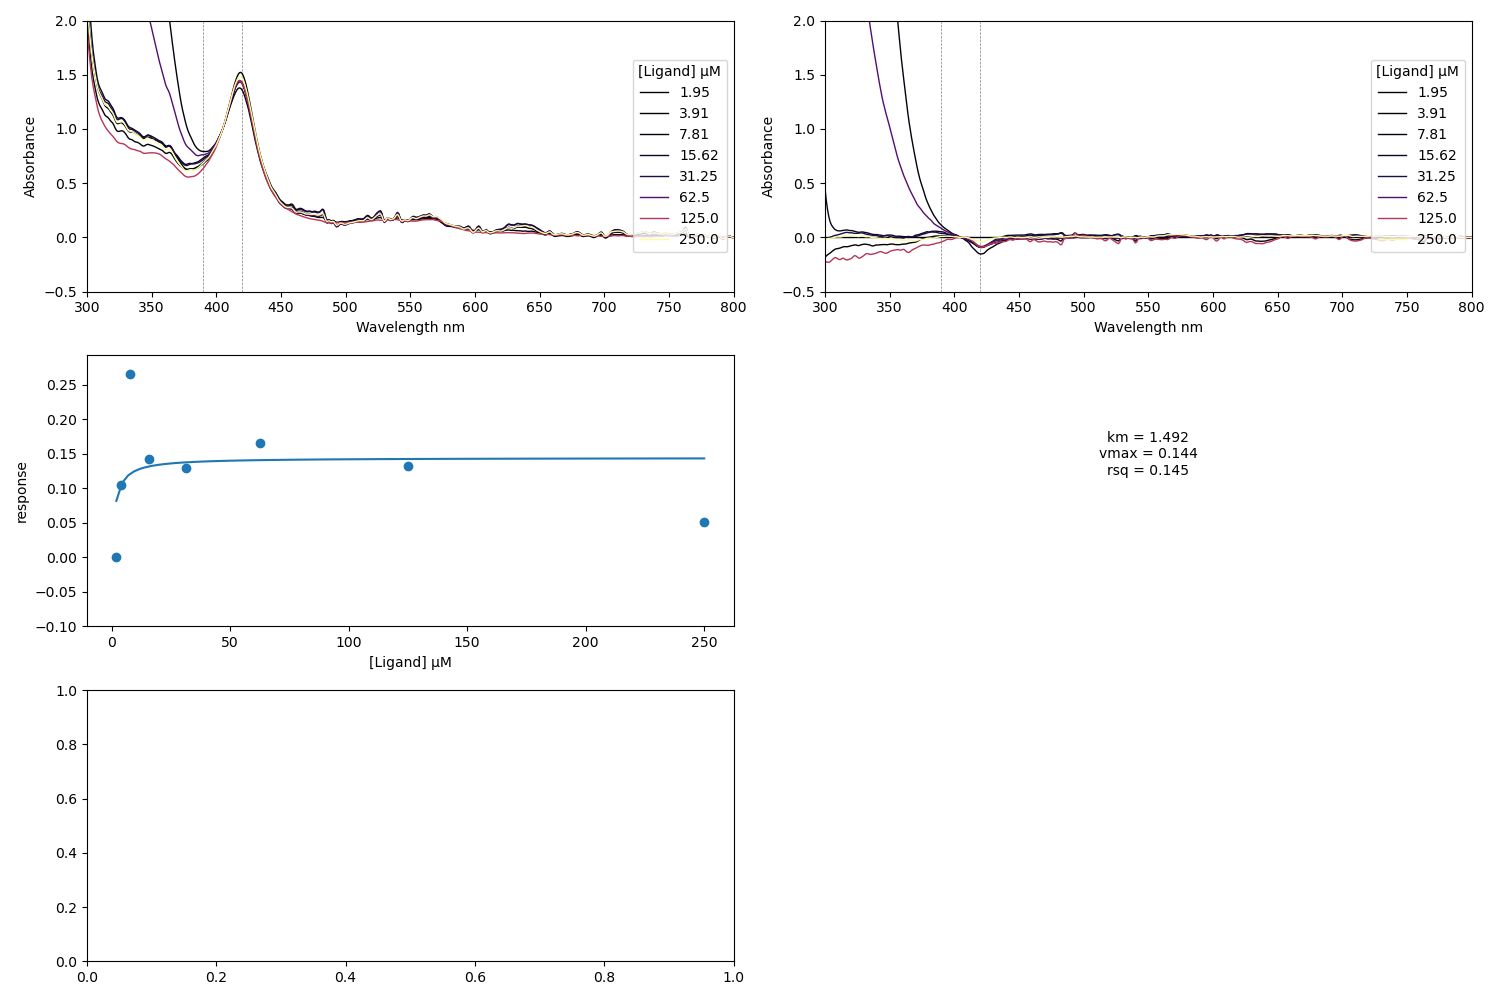 2.0
1.5
1.0
0.5
0.0
−0.5
Absorbance
300 350 400 450 500 550 600 650 700 750 800
Wavelength nm
[Ligand] μM
1.95
3.91
7.81
15.62
31.25
62.5
125.0
250.0
2.0
1.5
1.0
0.5
0.0
−0.5
Absorbance
300 350 400 450 500 550 600 650 700 750 800
Wavelength nm
[Ligand] μM
1.95
3.91
7.81
15.62
31.25
62.5
125.0
250.0
0.25
0.20
0.15
0.10
0.05
0.00
−0.05
−0.10
response
0 50 100 150 200 250
[Ligand] μM
km = 1.492
vmax = 0.144
rsq = 0.145
1.0
0.8
0.6
0.4
0.2
0.0
0.0 0.2 0.4 0.6 0.8 1.0